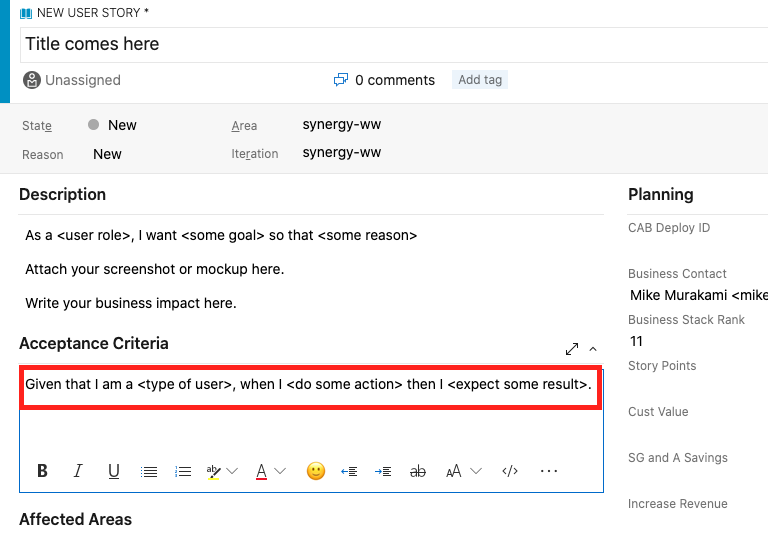 NEW USER STORY *
Title comes here
Unassigned
0 comments
Add tag
State New
Area synergy-ww
Reason New
Iteration synergy-ww
Description
As a <user role>, I want <some goal> so that <some reason>
Attach your screenshot or mockup here.
Write your business impact here.
Acceptance Criteria
Given that I am a <type of user>, when I <do some action> then I <expect some result>.
B I U ab A ab AA </> ...
Affected Areas
Planning
CAB Deploy ID
Business Contact
Mike Murakami <mike
Business Stack Rank
11
Story Points
Cust Value
SG and A Savings
Increase Revenue